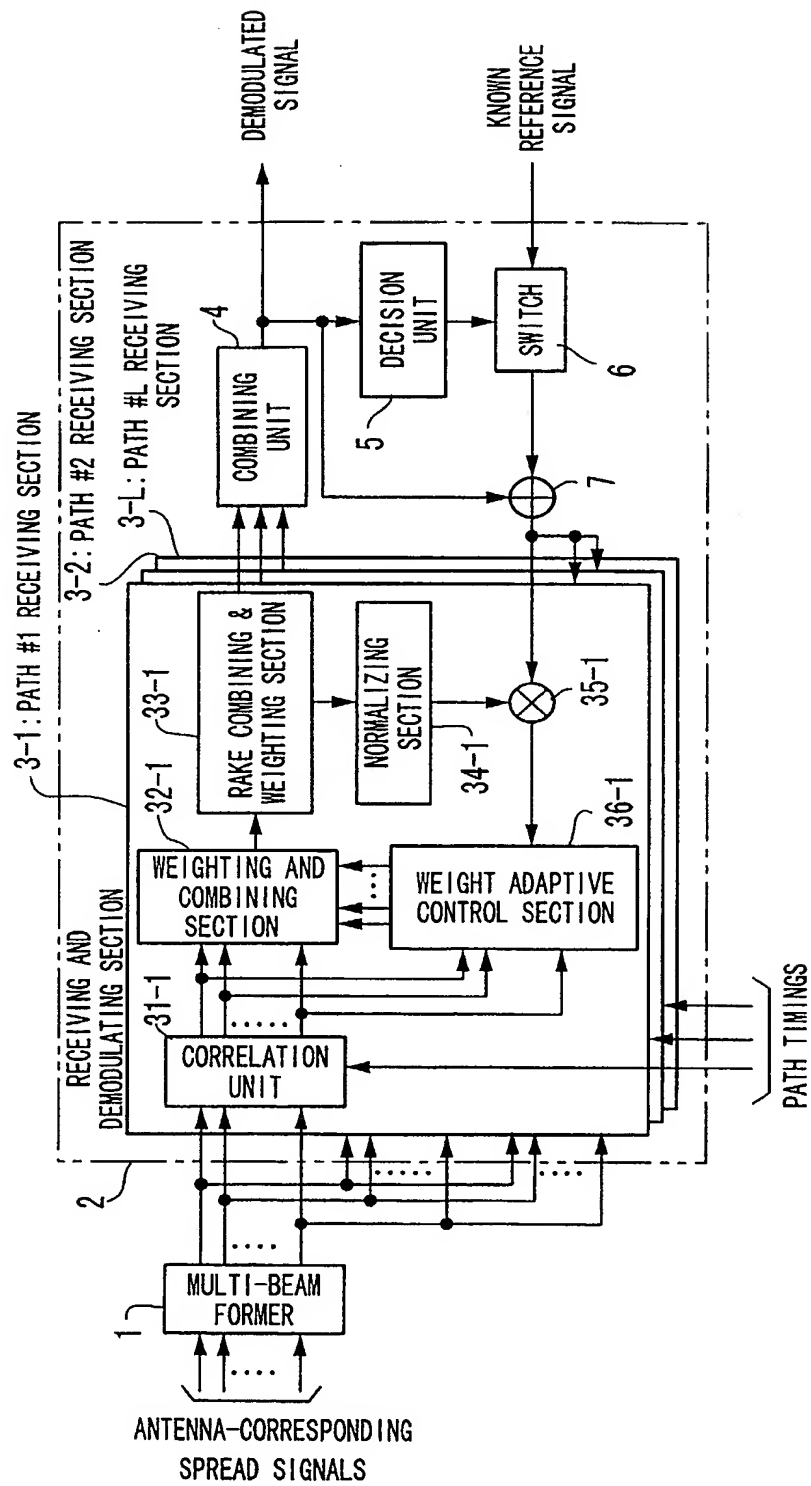 3-1: PATH #1 RECEIVING SECTION
3-2: PATH #2 RECEIVING SECTION
3-L: PATH #L RECEIVING
SECTION
RECEIVING AND
DEMODULATING SECTION
2
1
MULTI-BEAM
FORMER
ANTENNA-CORRESPONDING
SPREAD SIGNALS
31-1
CORRELATION
UNIT
32-1
WEIGHTING AND
COMBINING
SECTION
33-1
RAKE COMBINING &
WEIGHTING SECTION
NORMALIZING
SECTION
34-1
35-1
36-1
WEIGHT ADAPTIVE
CONTROL SECTION
4
COMBINING
UNIT
5
DECISION
UNIT
SWITCH
6
7
DEMODULATED
SIGNAL
KNOWN
REFERENCE
SIGNAL
PATH TIMINGS